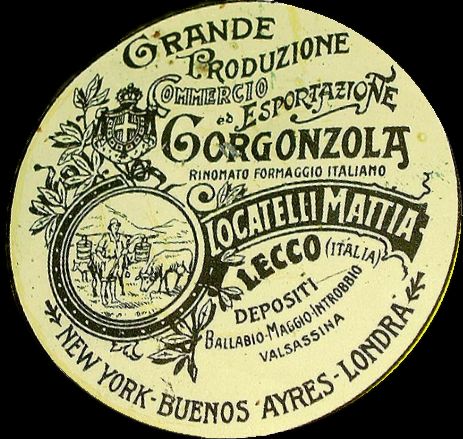 GRANDE
PRODUZIONE
COMMERCIO
ed ESPORTAZIONE
GORGONZOLA
RINOMATO FORMAGGIO ITALIANO
LOCATELLI MATTIA
LECCO (ITALIA)
DEPOSITI
BALLABIO-MAGGIO-INTROBBIO
VALSASSINA
NEW YORK-BUENOS AYRES-LONDRA